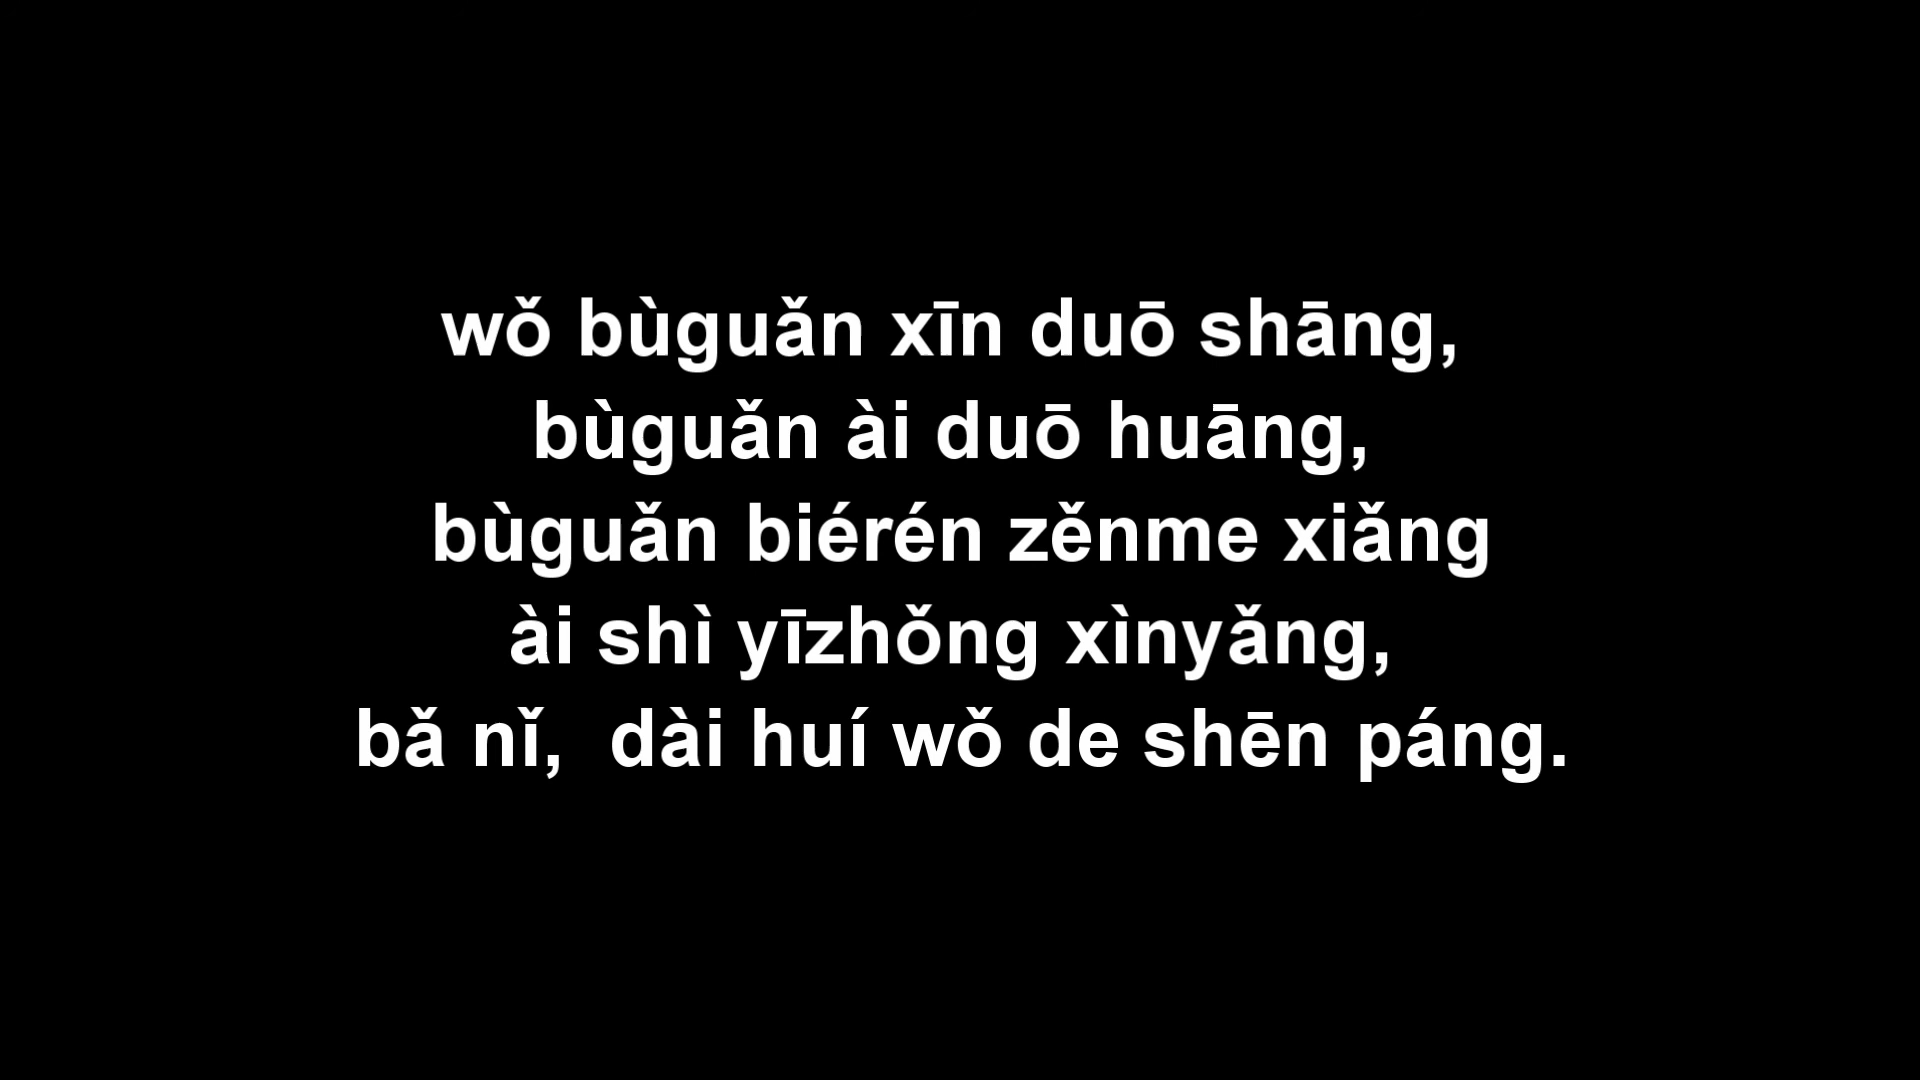 wǒ bùguǎn xīn duō shāng,
bùguǎn ài duō huāng,
bùguǎn biérén zěnme xiǎng
ài shì yīzhǒng xìnyǎng,
bǎ nǐ,  dài huí wǒ de shēn páng.